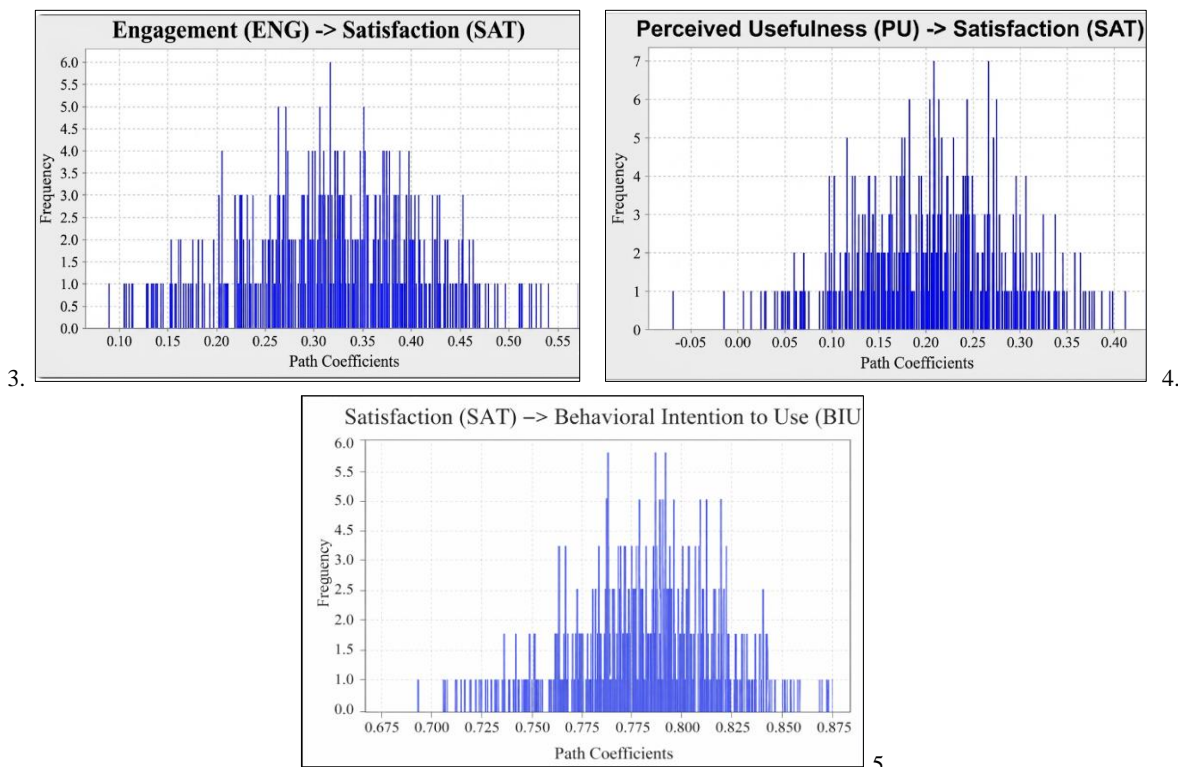 Engagement (ENG) -> Satisfaction (SAT)
6.0
5.5
5.0
4.5
4.0
3.5
3.0
2.5
2.0
1.5
1.0
0.5
0.0
Frequency
0.10 0.15 0.20 0.25 0.30 0.35 0.40 0.45 0.50 0.55
Path Coefficients
3.
Perceived Usefulness (PU) -> Satisfaction (SAT)
7
6
5
4
3
2
1
0
Frequency
-0.05 0.00 0.05 0.10 0.15 0.20 0.25 0.30 0.35 0.40
Path Coefficients
4.
Satisfaction (SAT) –> Behavioral Intention to Use (BIU
6.0
5.5
5.0
4.5
3.0
2.5
2.0
1.5
1.0
0.0
Freguency
0.675 0.700 0.725 0.750 0.775 0.775 0.800 0.825 0.850 0.875
Path Coefficients
5